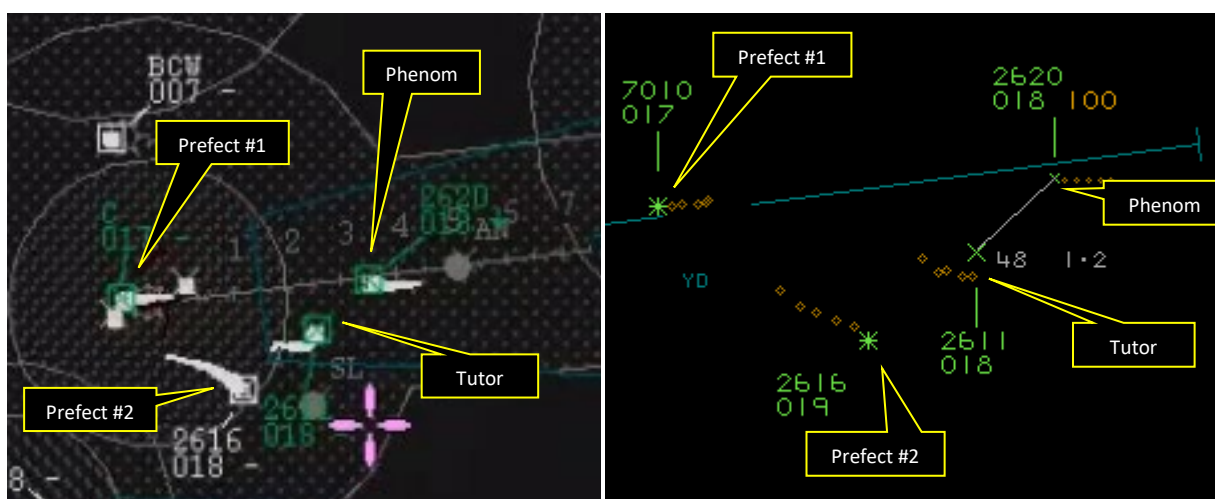 BCW
007 -
Phenom
Prefect #1
C
017 -
262D
018
1 2 3 4 5 7
AN
SL
Tutor
Prefect #2
2616
018 -
018 -
8. -
Prefect #1
7010
017
2620
018 100
Phenom
YD
48 1•2
2611
018
Tutor
2616
019
Prefect #2